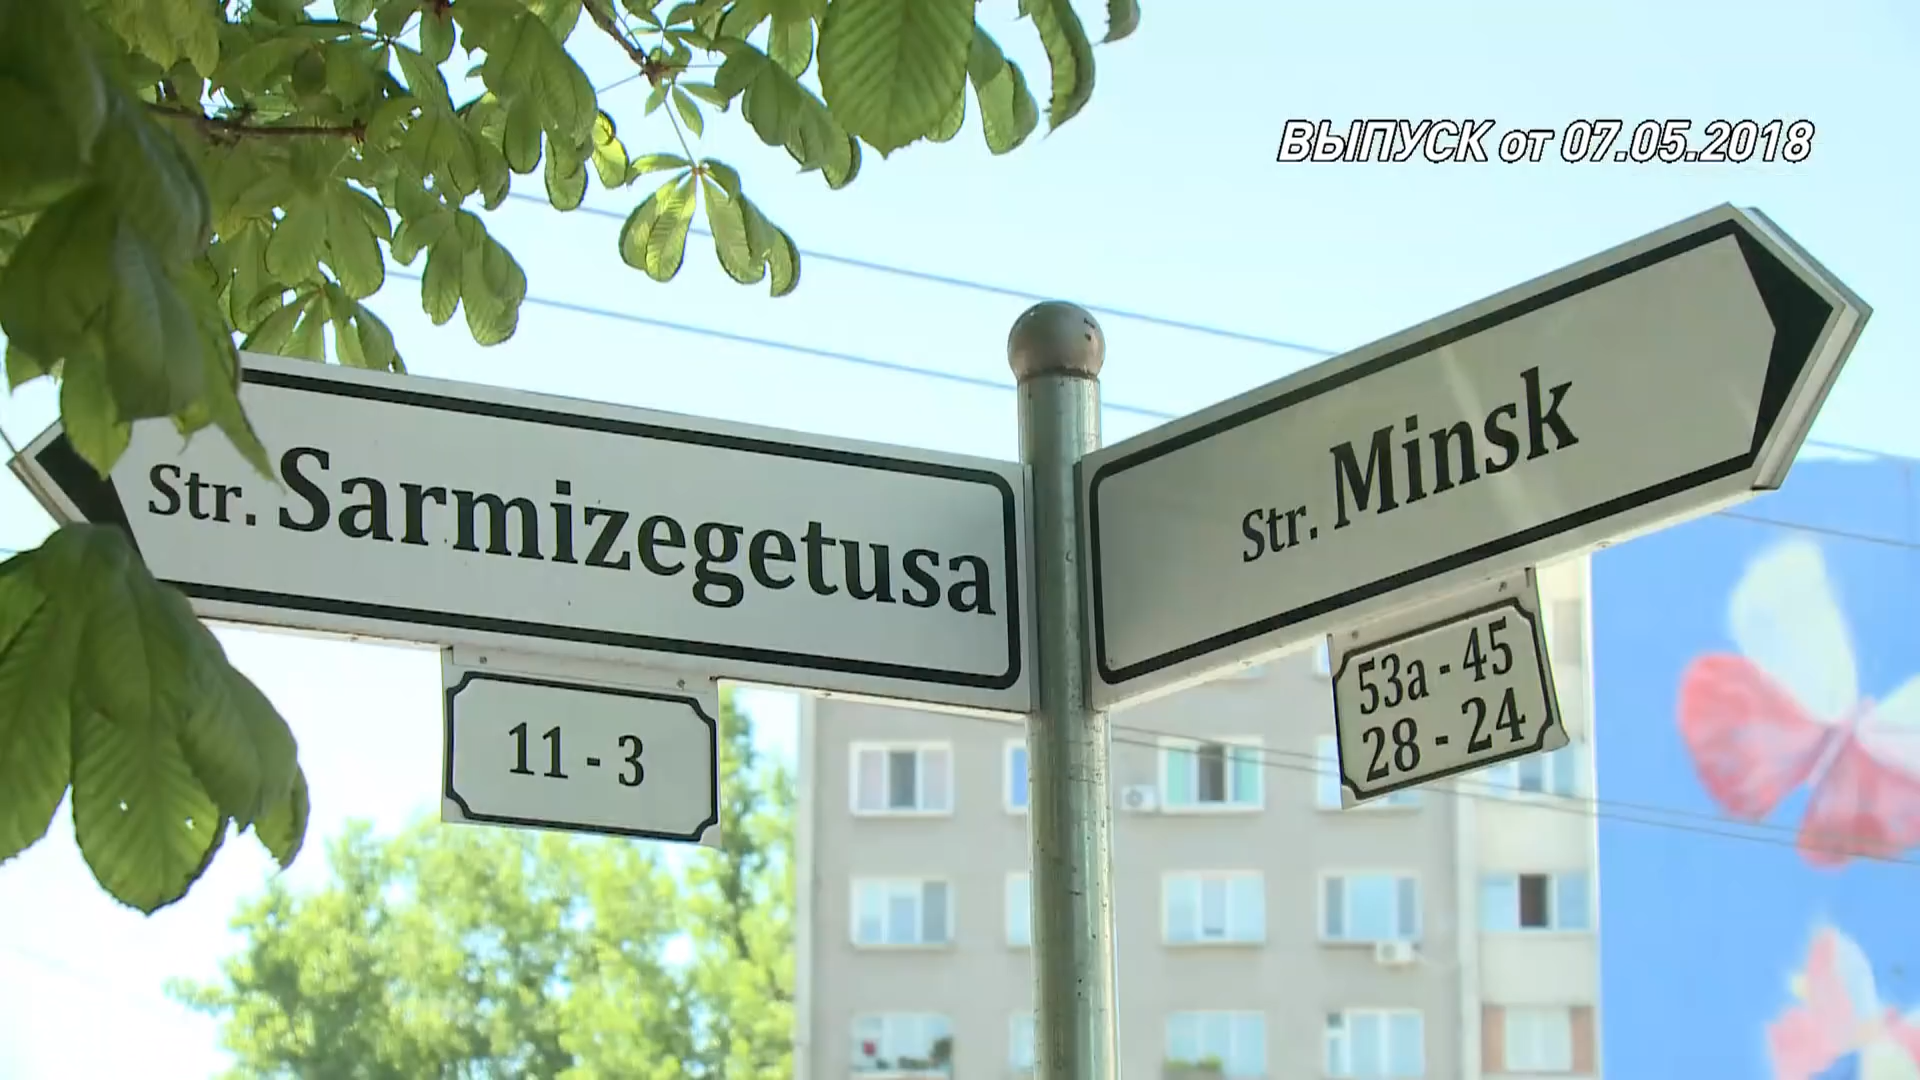 ВЫПУСК от 07.05.2018
Str. Sarmizegetusa
11 - 3
Str. Minsk
53a - 45
28 - 24